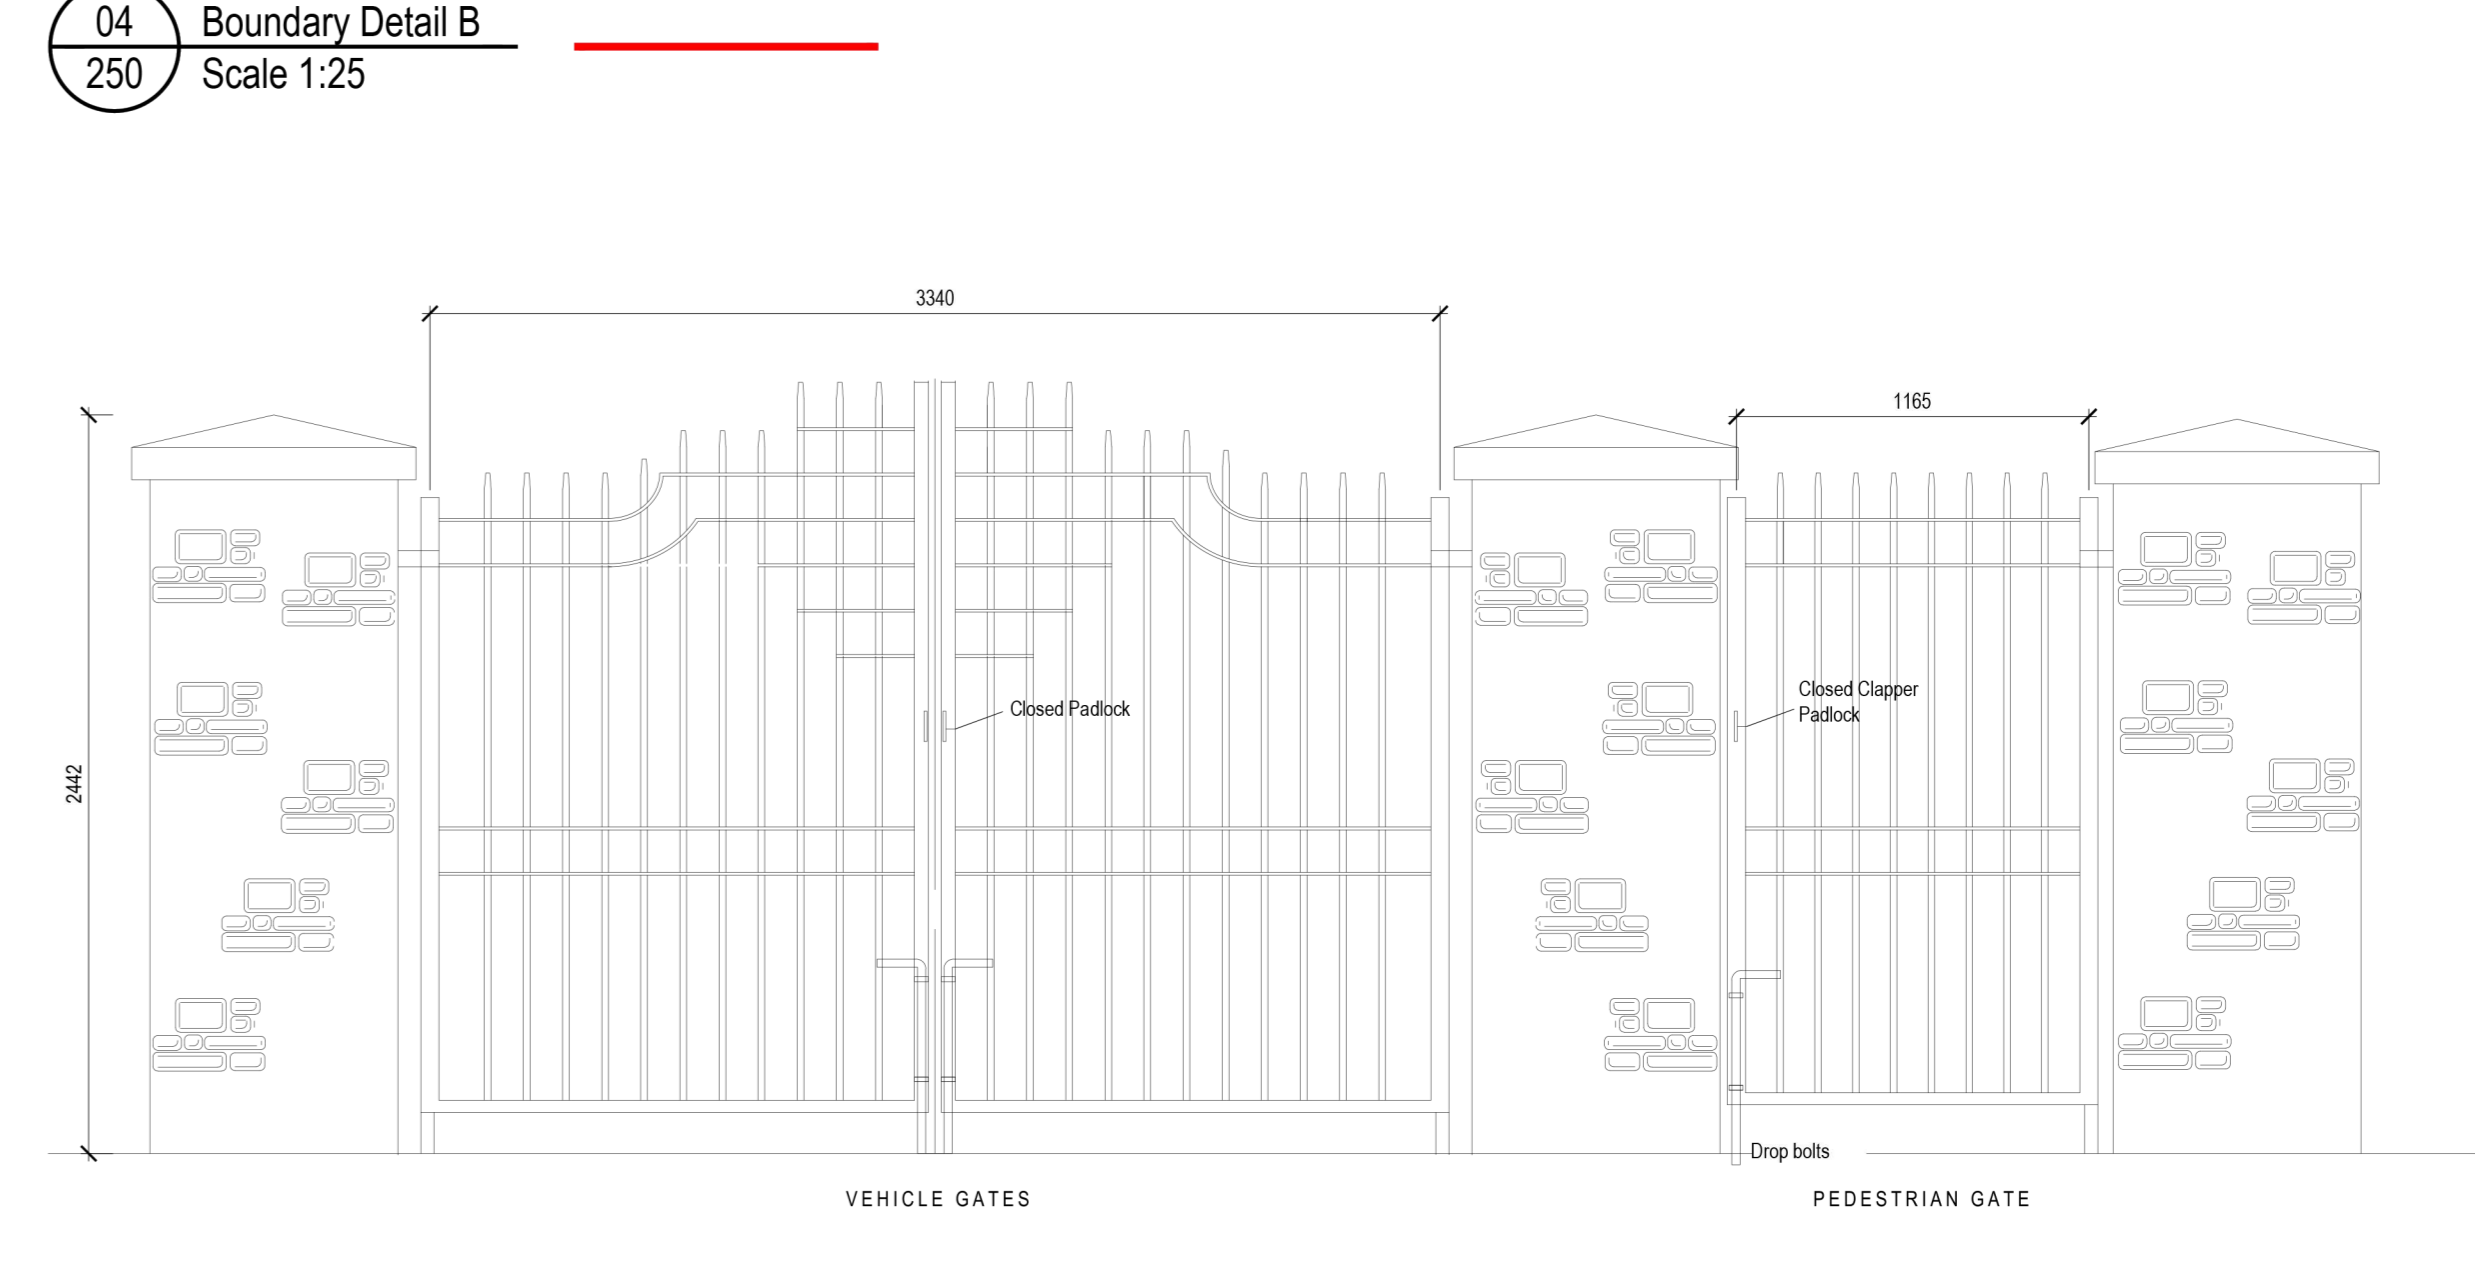 04
Boundary Detail B
250
Scale 1:25
3340
1165
2442
Closed Padlock
Closed Clapper
Padlock
Drop bolts
VEHICLE GATES
PEDESTRIAN GATE